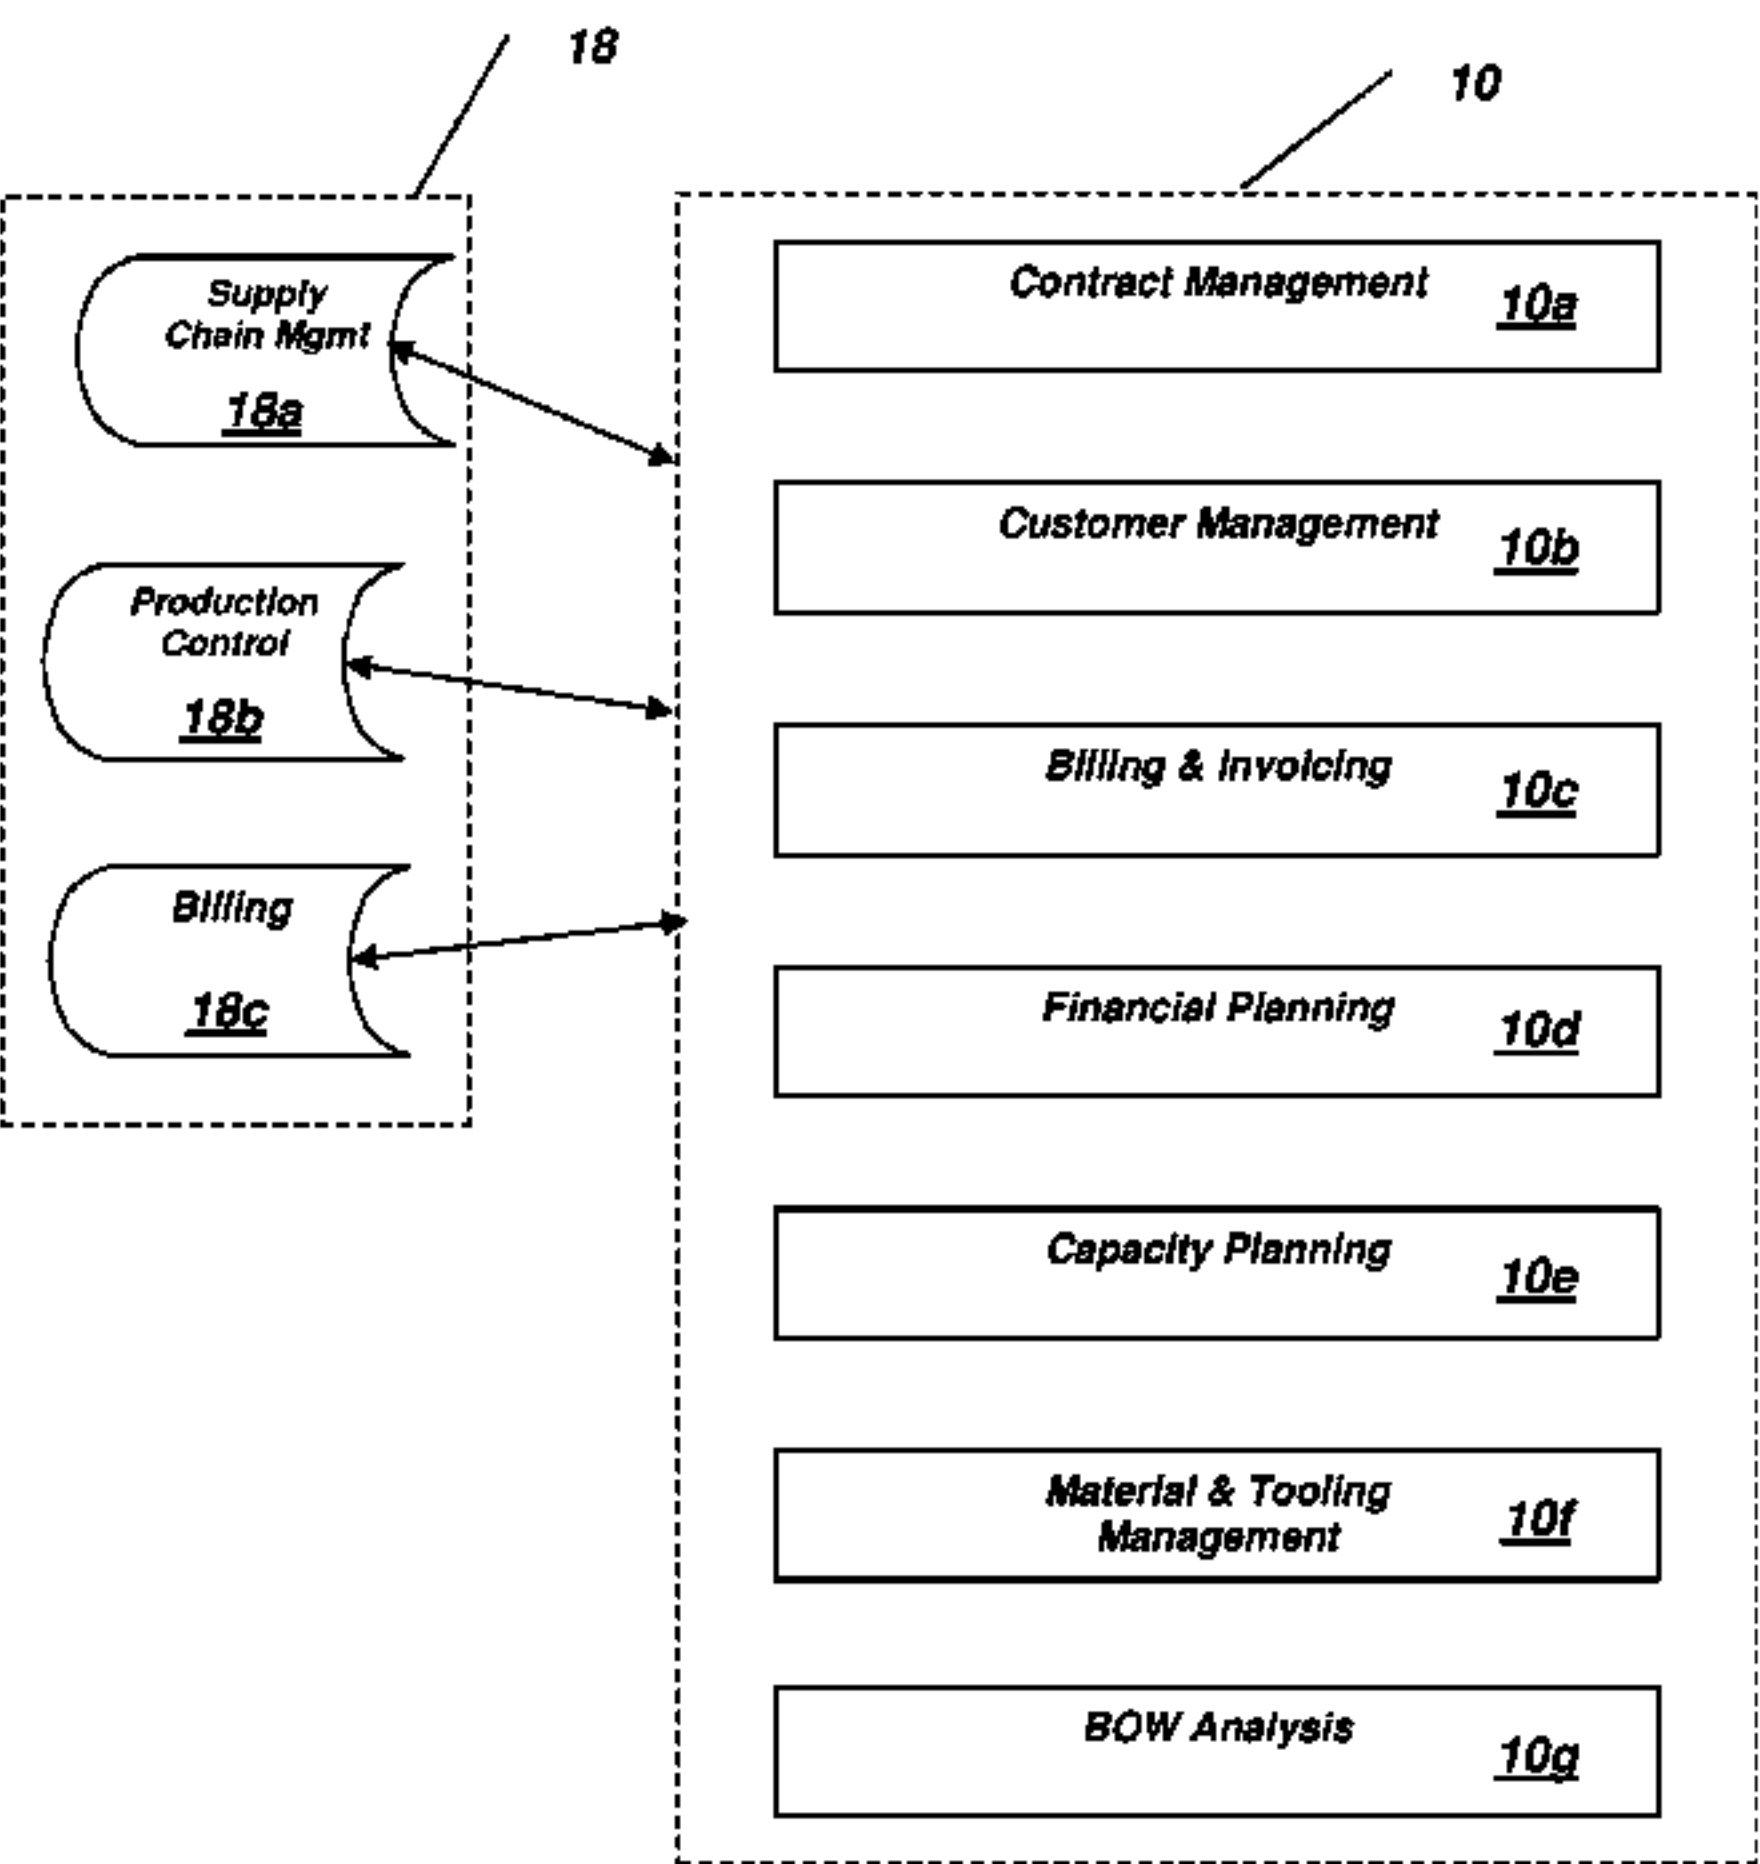 18
10
Supply
Chain Mgmt
18a
Production
Control
18b
Billing
18c
Contract Management
10a
Customer Management
10b
Billing & Invoicing
10c
Financial Planning
10d
Capacity Planning
10e
Material & Tooling
Management
10f
BOW Analysis
10g